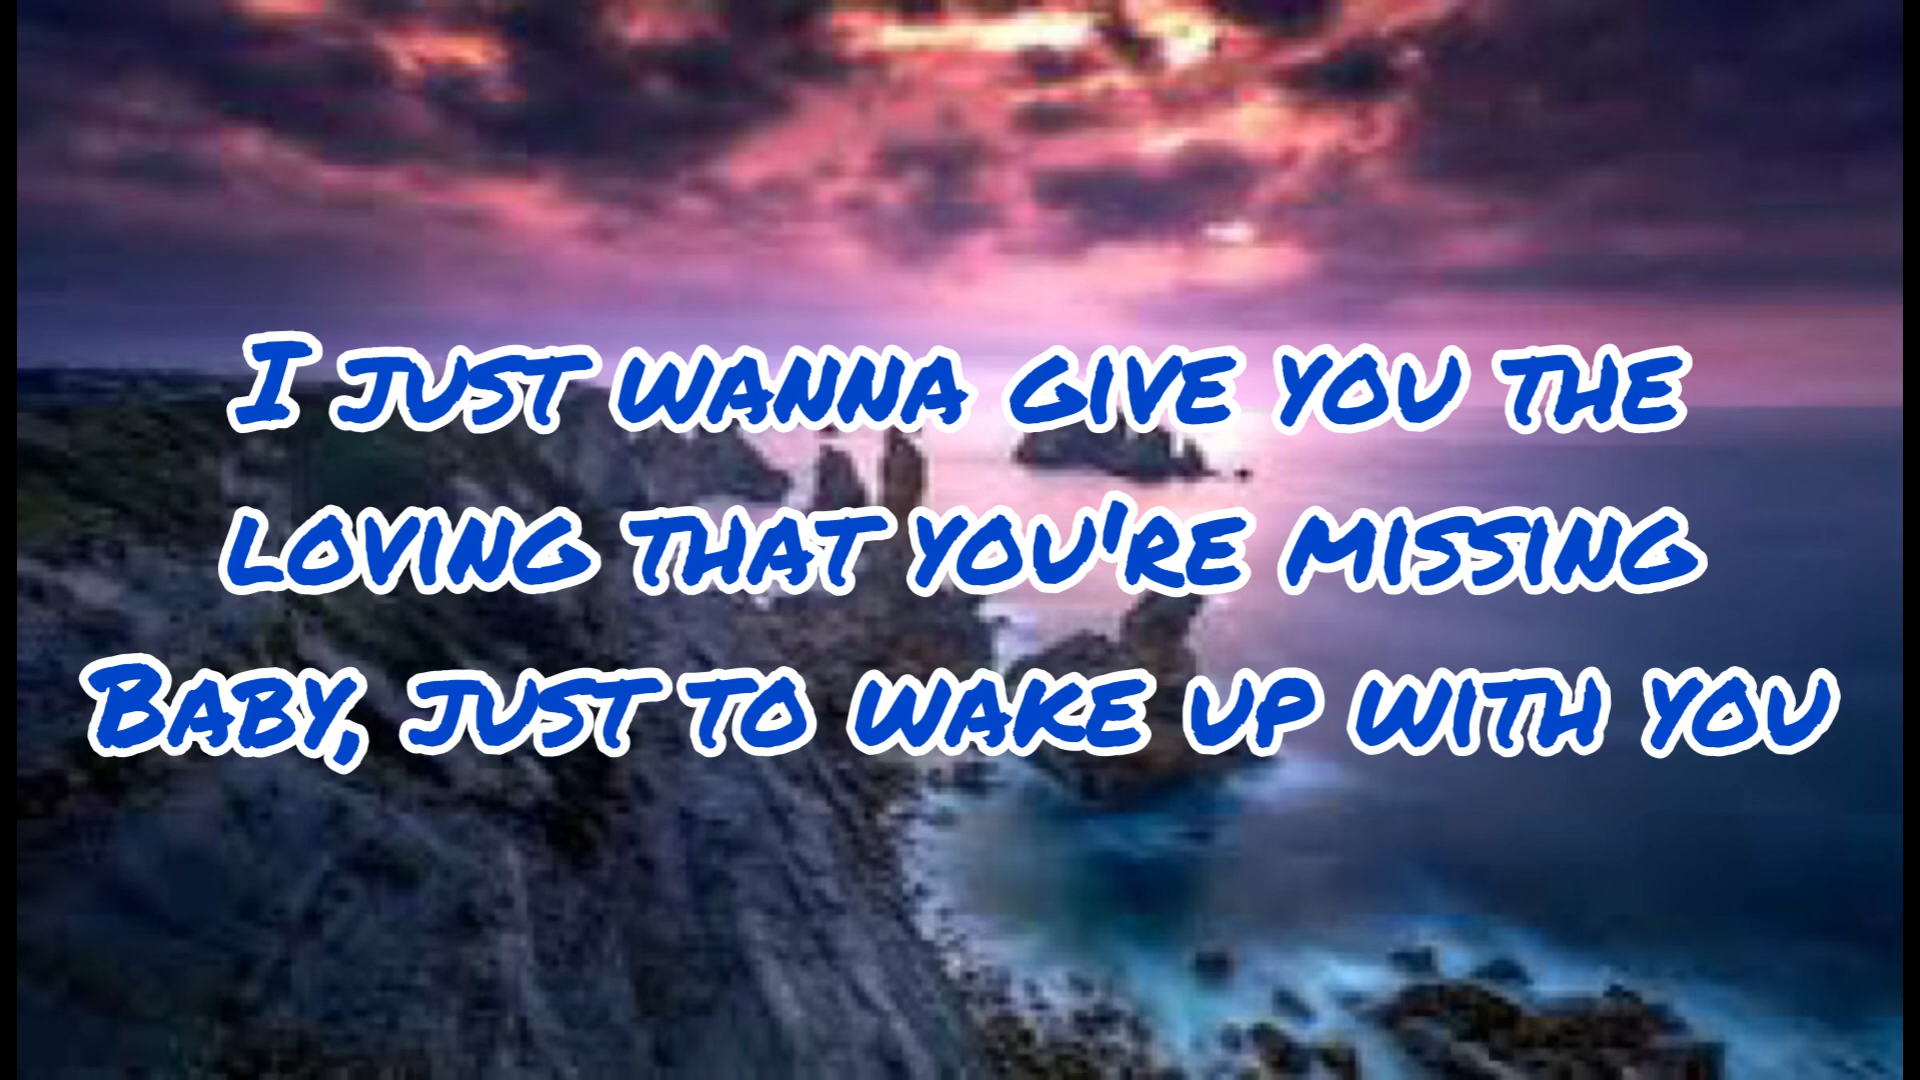 I just wanna give you the
loving that you're missing
Baby, just to wake up with you